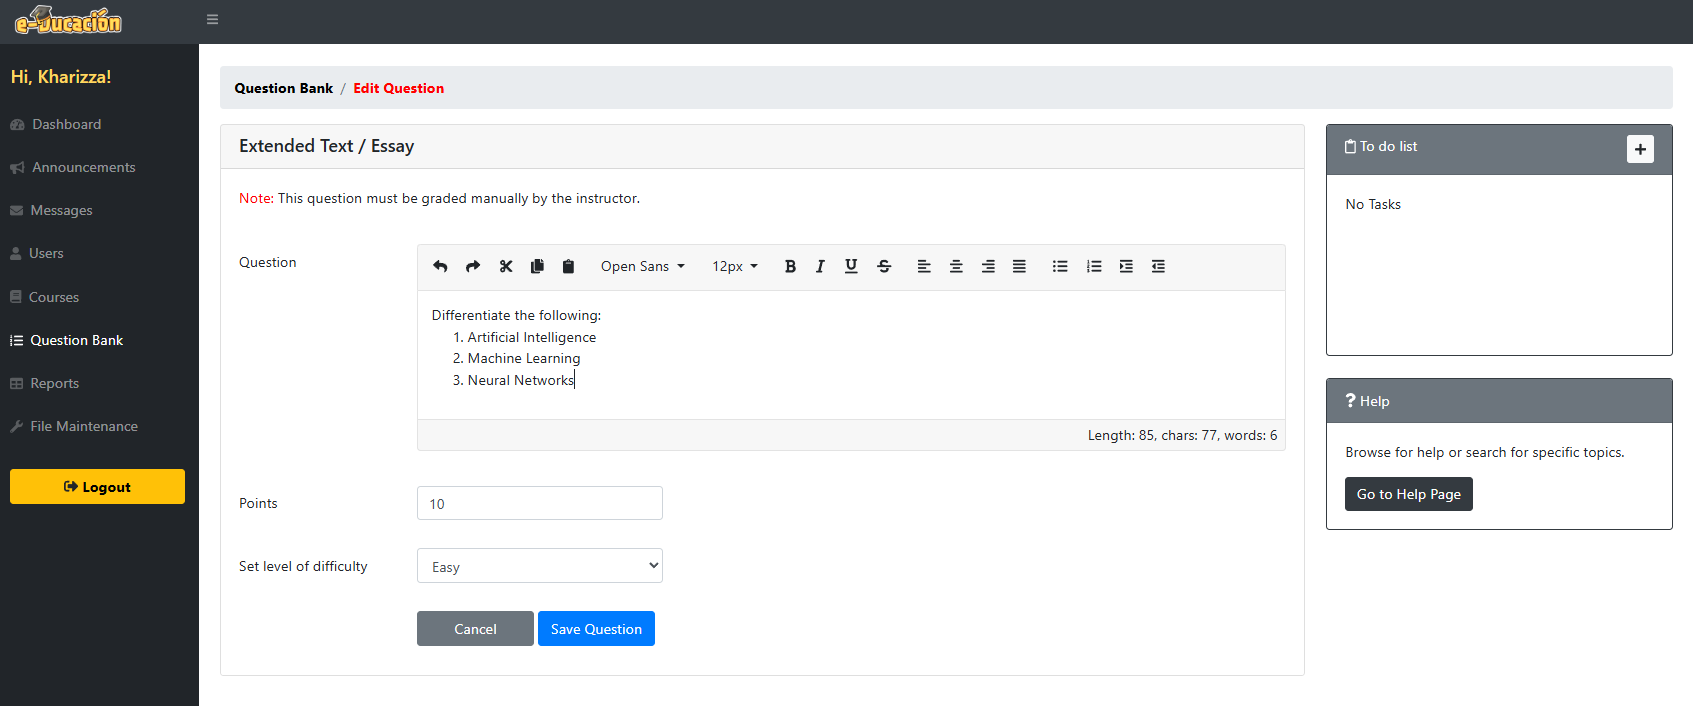 e-Ducación
Hi, Kharizza!
Dashboard
Announcements
Messages
Users
Courses
Question Bank
Reports
File Maintenance
Logout
Question Bank / Edit Question
Extended Text / Essay
Note: This question must be graded manually by the instructor.
Question
Open Sans
12px
B I U S
Differentiate the following:
1. Artificial Intelligence
2. Machine Learning
3. Neural Networks
Length: 85, chars: 77, words: 6
Points
10
Set level of difficulty
Easy
Cancel
Save Question
To do list
+
No Tasks
? Help
Browse for help or search for specific topics.
Go to Help Page